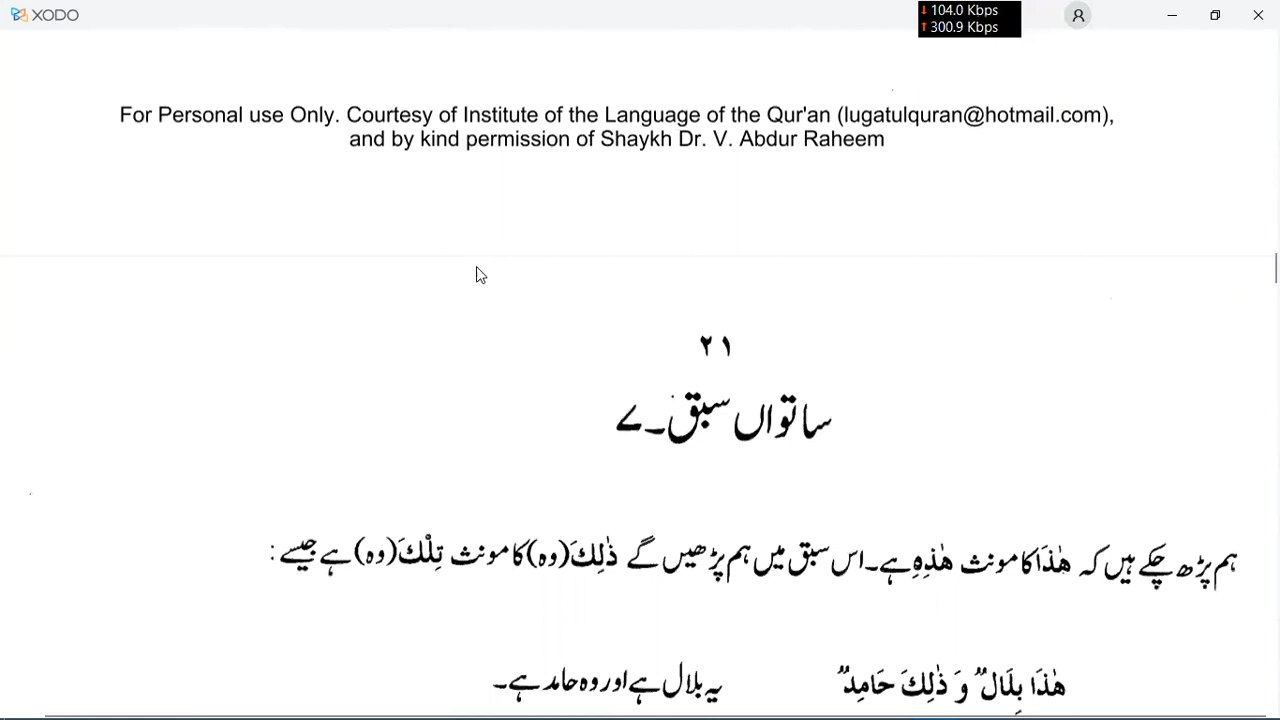 XODO
↓ 104.0 Kbps
↑ 300.9 Kbps
For Personal use Only. Courtesy of Institute of the Language of the Qur'an (lugatulquran@hotmail.com),
and by kind permission of Shaykh Dr. V. Abdur Raheem
۲۱
ساتواں سبق۔۷
ہم پڑھ چکے ہیں کہ هٰذَا کا مونث هٰذِهِ ہے۔اس سبق میں ہم پڑھیں گے ذٰلِكَ(وہ)کا مونث تِلْكَ(وہ)ہے جیسے:
هٰذَا بِلَالٌ وَ ذٰلِكَ حَامِدٌ یہ بلال ہے اور وہ حامد ہے۔